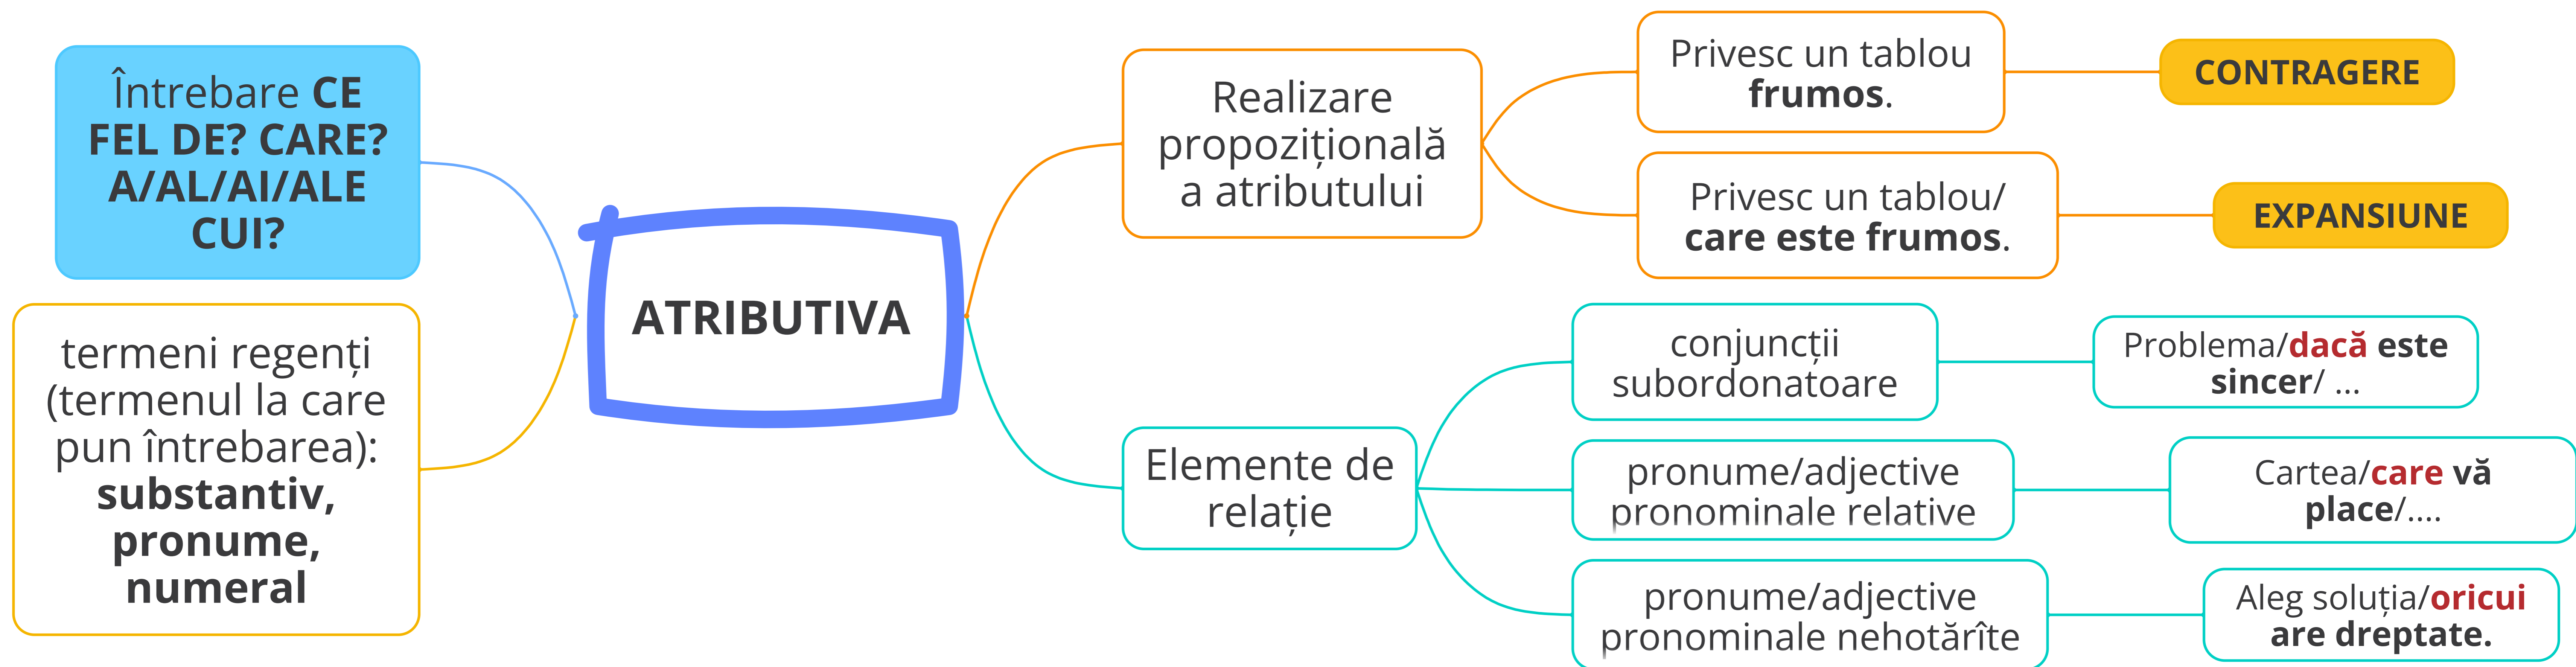 Întrebare CE
FEL DE? CARE?
A/AL/AI/ALE
CUI?
termeni regenți
(termenul la care
pun întrebarea):
substantiv,
pronume,
numeral
ATRIBUTIVA
Realizare
propozițională
a atributului
Privesc un tablou
frumos.
CONTRAGERE
Privesc un tablou/
care este frumos.
EXPANSIUNE
Elemente de
relație
conjuncții
subordonatoare
Problema/dacă este
sincer/ ...
pronume/adjective
pronominale relative
Cartea/care vă
place/....
pronume/adjective
pronominale nehotărîte
Aleg soluția/oricui
are dreptate.